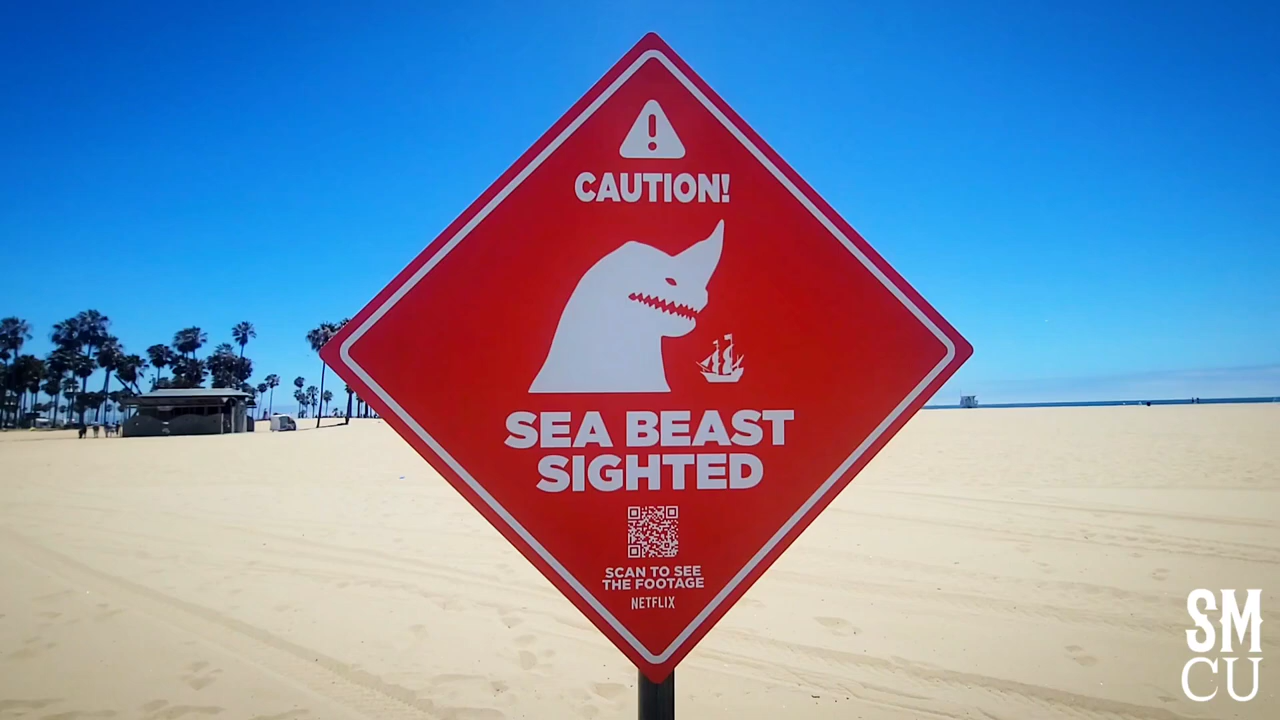 CAUTION!
SEA BEAST
SIGHTED
SCAN TO SEE
THE FOOTAGE
NETFLIX
SM
CU